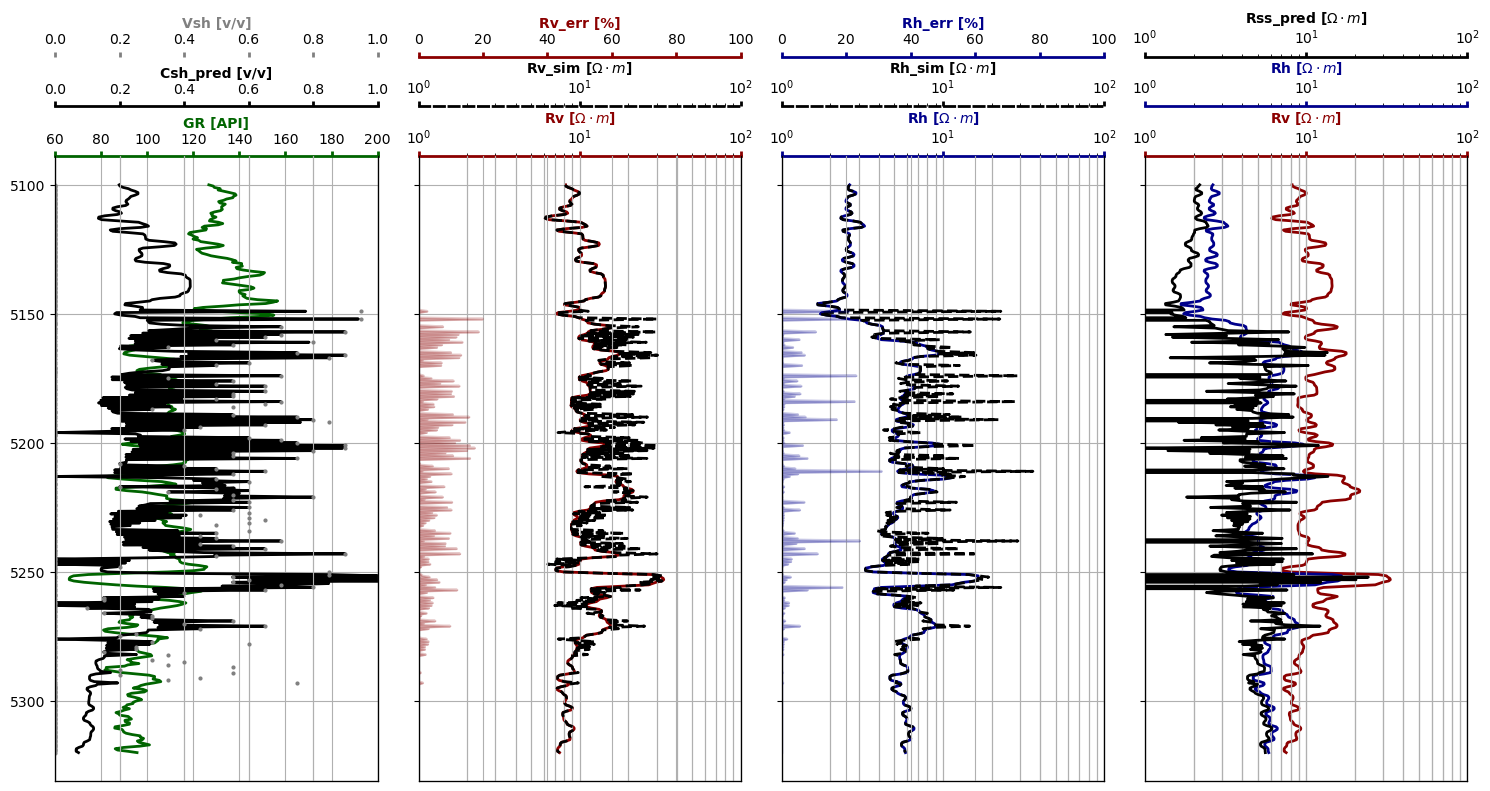 Vsh [v/v]
0.0 0.2 0.4 0.6 0.8 1.0
Csh_pred [v/v]
0.0 0.2 0.4 0.6 0.8 1.0
GR [API]
60 80 100 120 140 160 180 200
Rv_err [%]
0 20 40 60 80 100
Rv_sim [Ω · m]
10⁰ 10¹ 10²
Rv [Ω · m]
10⁰ 10¹ 10²
Rh_err [%]
0 20 40 60 80 100
Rh_sim [Ω · m]
10⁰ 10¹ 10²
Rh [Ω · m]
10⁰ 10¹ 10²
Rss_pred [Ω · m]
10⁰ 10¹ 10²
Rh [Ω · m]
10⁰ 10¹ 10²
Rv [Ω · m]
10⁰ 10¹ 10²
5100
5150
5200
5250
5300